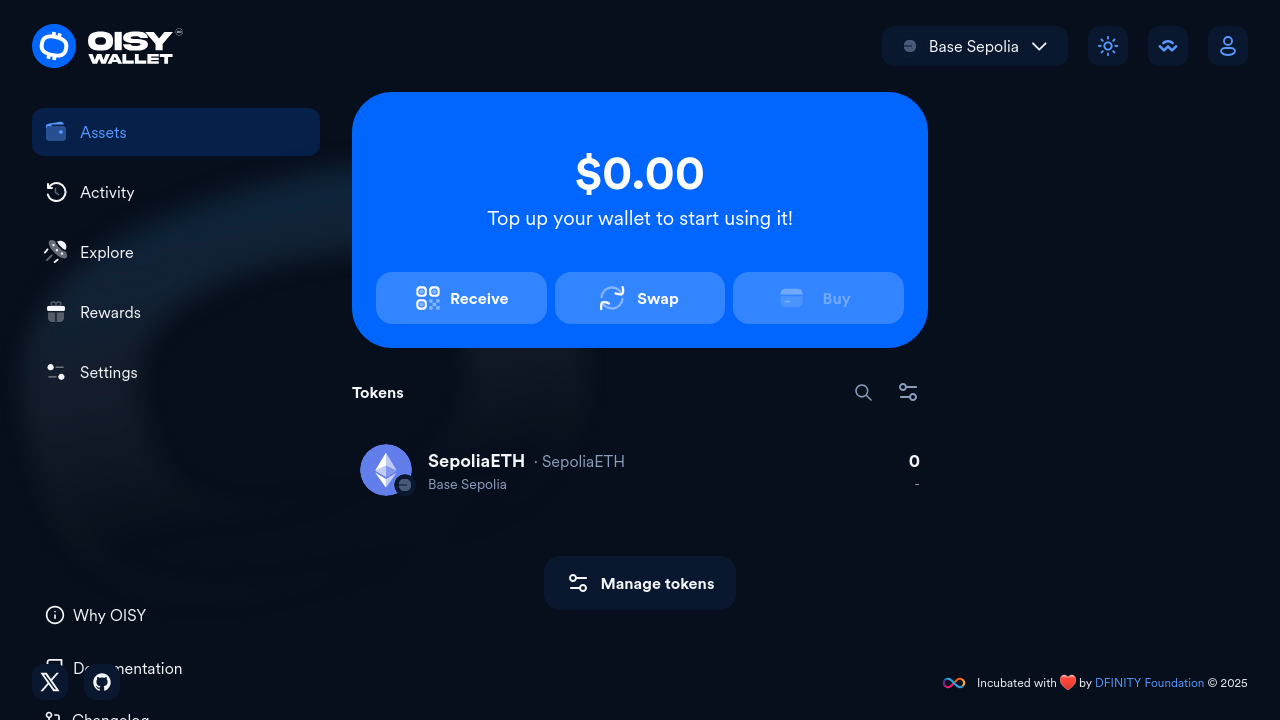 OISY
WALLET
Base Sepolia
Assets
Activity
Explore
Rewards
Settings
$0.00
Top up your wallet to start using it!
Receive
Swap
Buy
Tokens
SepoliaETH · SepoliaETH
0
Base Sepolia
-
Manage tokens
Why OISY
Documentation
Changelog
Incubated with ❤️ by DFINITY Foundation © 2025